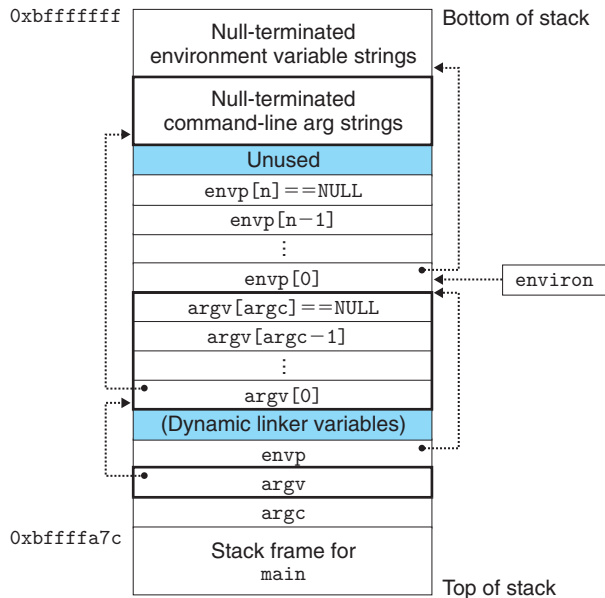 0xbfffffff
Bottom of stack
Null-terminated
environment variable strings
Null-terminated
command-line arg strings
Unused
envp[n]==NULL
envp[n−1]
⋮
envp[0]
environ
argv[argc]==NULL
argv[argc−1]
⋮
argv[0]
(Dynamic linker variables)
envp
argv
argc
0xbffffa7c
Stack frame for
main
Top of stack